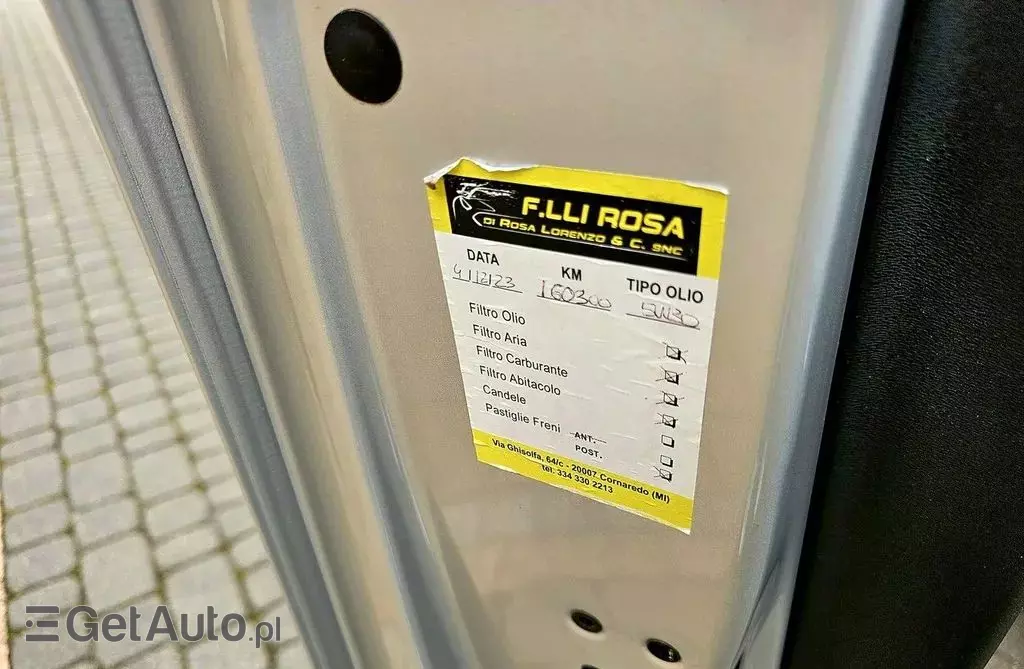 F.LLI ROSA
DI ROSA LORENZO & C. SNC
DATA KM TIPO OLIO
4/12/23 160300 5W30
Filtro Olio
Filtro Aria
Filtro Carburante
Filtro Abitacolo
Candele
Pastiglie Freni ANT.
POST.
Via Ghisolfa, 64/c - 20007 Cornaredo (MI)
tel. 334 330 2213
GetAuto.pl